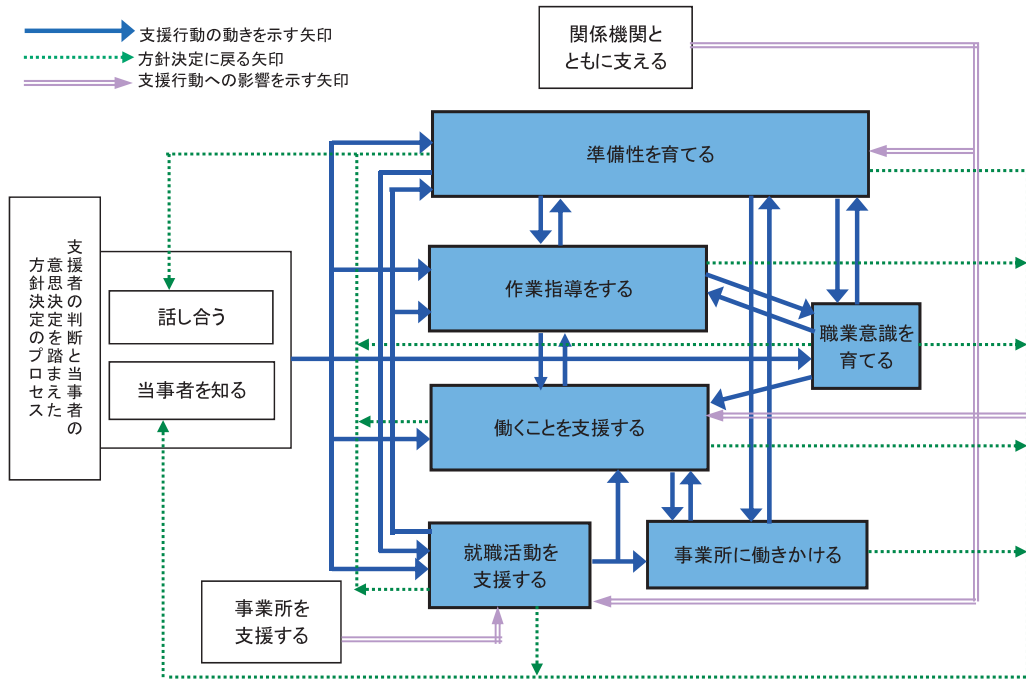 支援行動の動きを示す矢印
方針決定に戻る矢印
支援行動への影響を示す矢印
関係機関と
ともに支える
準備性を育てる
支援者の判断と当事者の
意思決定を踏まえた
方針決定のプロセス
話し合う
当事者を知る
作業指導をする
職業意識を
育てる
働くことを支援する
就職活動を
支援する
事業所に働きかける
事業所を
支援する